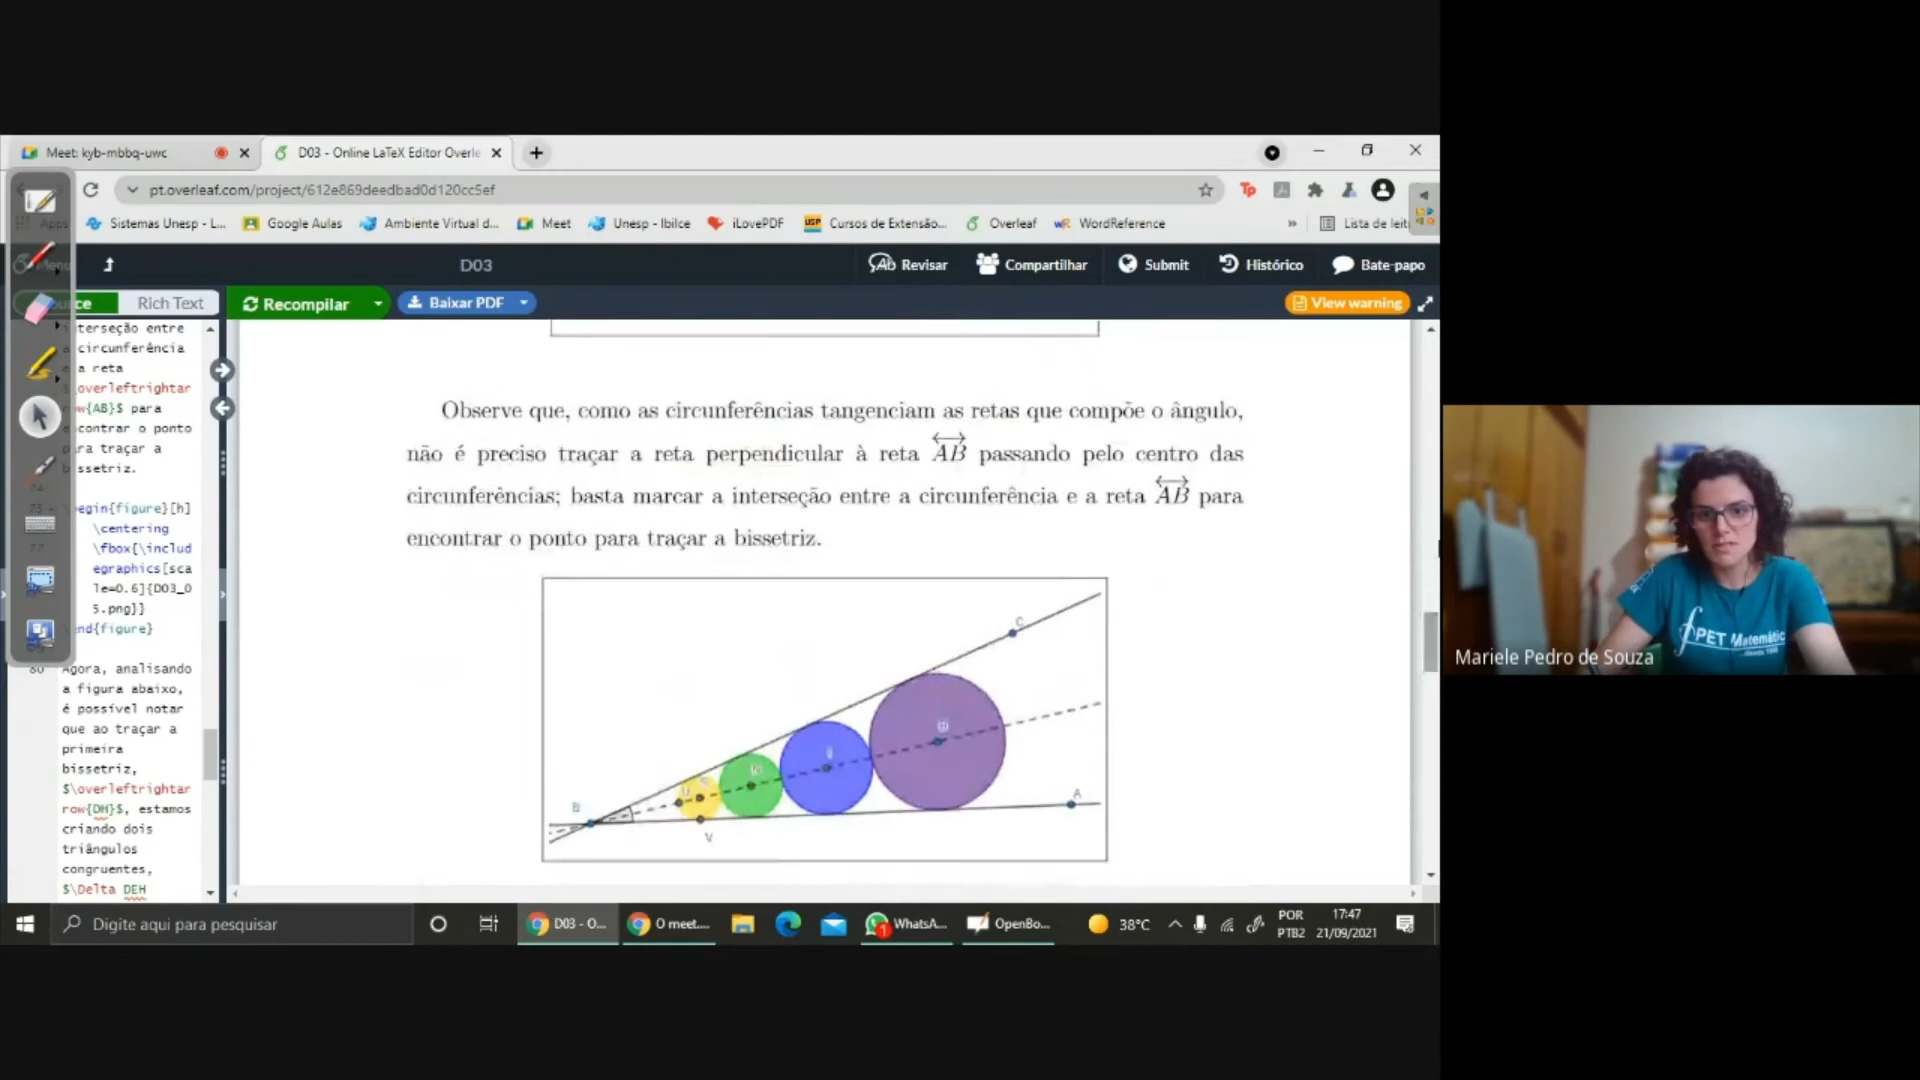 Meet: kyb-mbbq-uwc
D03 - Online LaTeX Editor Overle
pt.overleaf.com/project/612e869deedbad0d120cc5ef
Apps
Sistemas Unesp - L...
Google Aulas
Ambiente Virtual d...
Meet
Unesp - Ibilce
iLovePDF
Cursos de Extensão...
Overleaf
WordReference
»
Lista de leit
Menu
D03
Revisar
Compartilhar
Submit
Histórico
Bate-papo
Rich Text
Recompilar
Baixar PDF
View warning
terseção entre
circunferência
a reta
overleftrightar
w{AB}$ para
contrar o ponto
ra traçar a
ssetriz.
75
egin{figure}[h]
\centering
77
\fbox{\includ
egraphics[sca
le=0.6]{D03_0
5.png}}
nd{figure}
80
Agora, analisando
a figura abaixo,
é possível notar
que ao traçar a
primeira
bissetriz,
$\overleftrightar
row{DH}$, estamos
criando dois
triângulos
congruentes,
$\Delta DEH
Observe que, como as circunferências tangenciam as retas que compõe o ângulo,
não é preciso traçar a reta perpendicular à reta AB passando pelo centro das
circunferências; basta marcar a interseção entre a circunferência e a reta AB para
encontrar o ponto para traçar a bissetriz.
C
B
A
V
Mariele Pedro de Souza
PET Matemátic
Digite aqui para pesquisar
D03 - O...
O meet....
WhatsA...
1
OpenBo...
38°C
POR
PTB2
17:47
21/09/2021